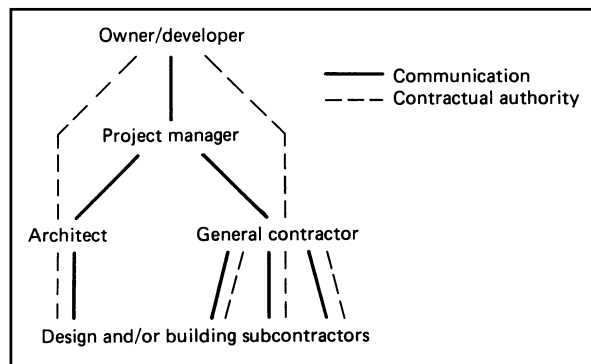 Owner/developer
Communication
Contractual authority
Project manager
Architect
General contractor
Design and/or building subcontractors